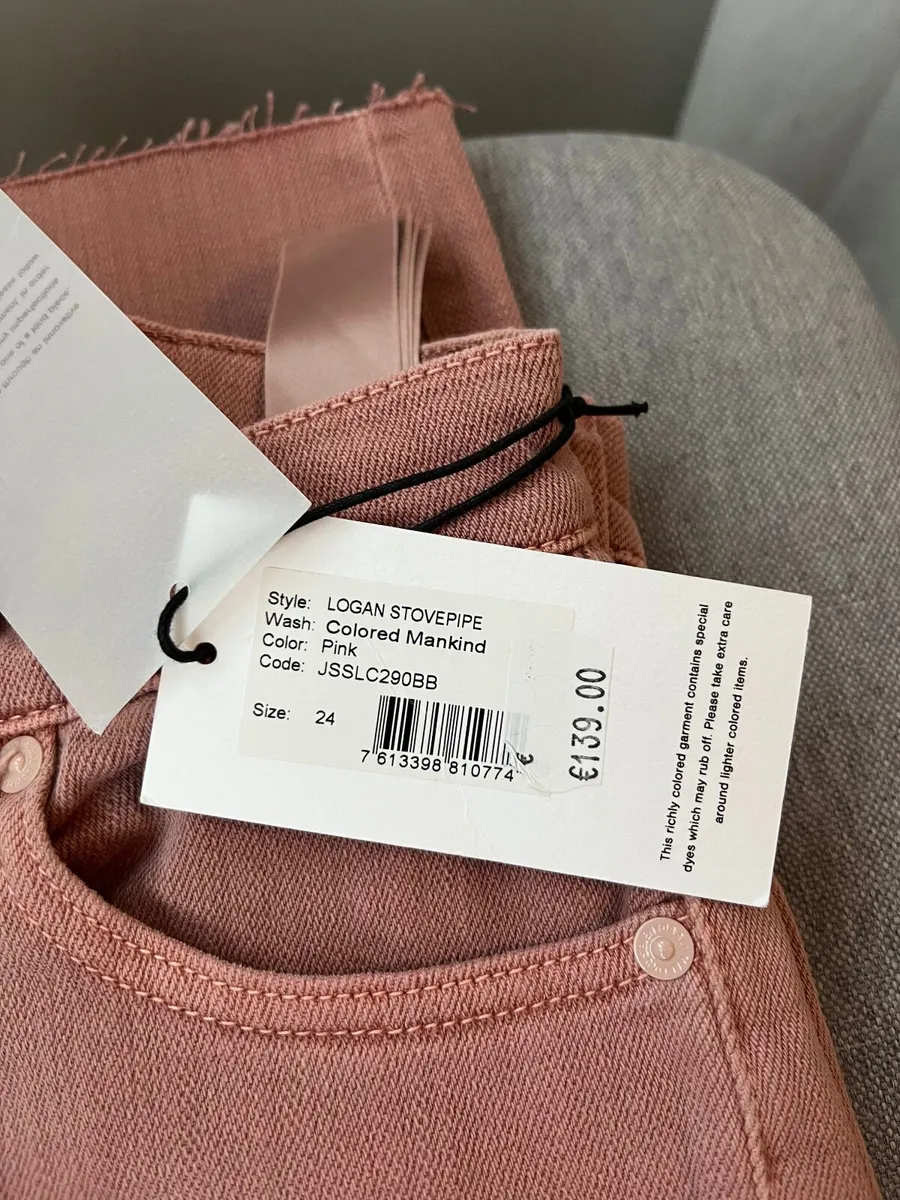 Style: LOGAN STOVEPIPE
Wash: Colored Mankind
Color: Pink
Code: JSSLC290BB
Size: 24
7 613398 810774
€
€139.00
This richly colored garment contains special
dyes which may rub off. Please take extra care
around lighter colored items.